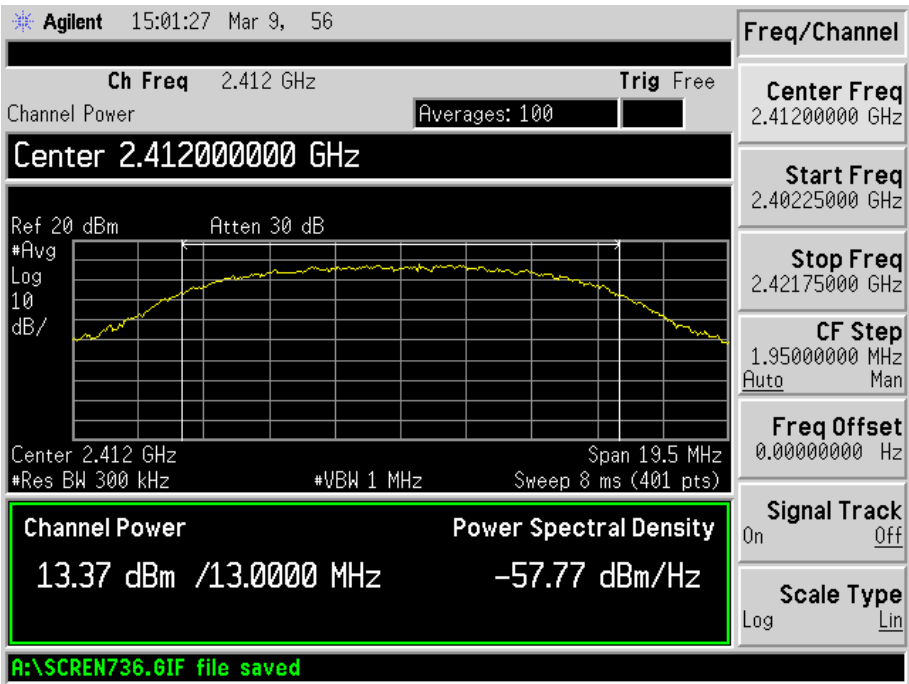 Agilent 15:01:27 Mar 9, 56
Ch Freq 2.412 GHz Trig Free
Channel Power Averages: 100
Center 2.412000000 GHz
Ref 20 dBm Atten 30 dB
#Avg
Log
10
dB/
Center 2.412 GHz Span 19.5 MHz
#Res BW 300 kHz #VBW 1 MHz Sweep 8 ms (401 pts)
Channel Power Power Spectral Density
13.37 dBm /13.0000 MHz -57.77 dBm/Hz
A:\SCREN736.GIF file saved
Freq/Channel
Center Freq
2.41200000 GHz
Start Freq
2.40225000 GHz
Stop Freq
2.42175000 GHz
CF Step
1.95000000 MHz
Auto Man
Freq Offset
0.00000000 Hz
Signal Track
On Off
Scale Type
Log Lin